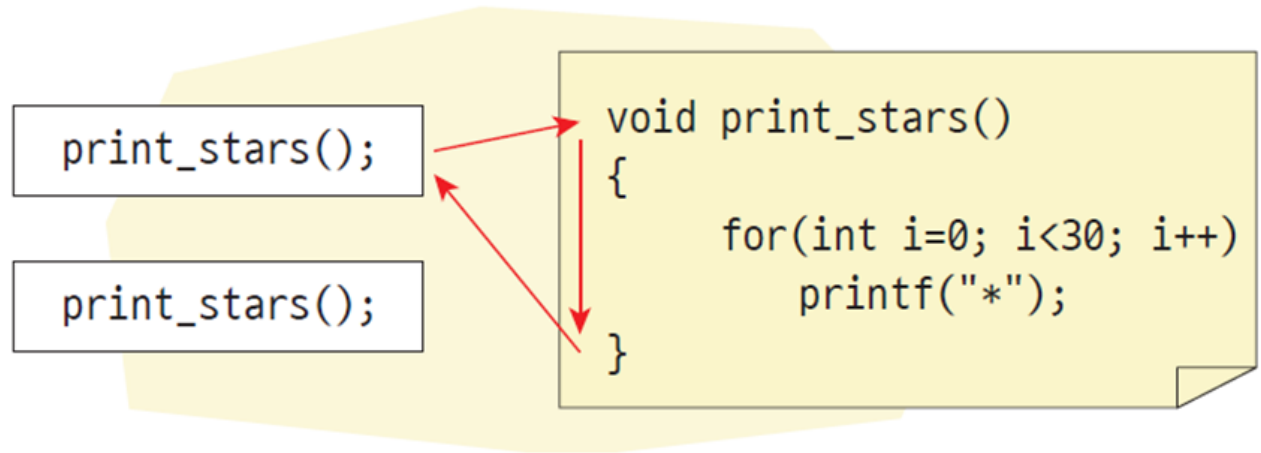 print_stars();
print_stars();
void print_stars()
{
for(int i=0; i<30; i++)
printf("*");
}